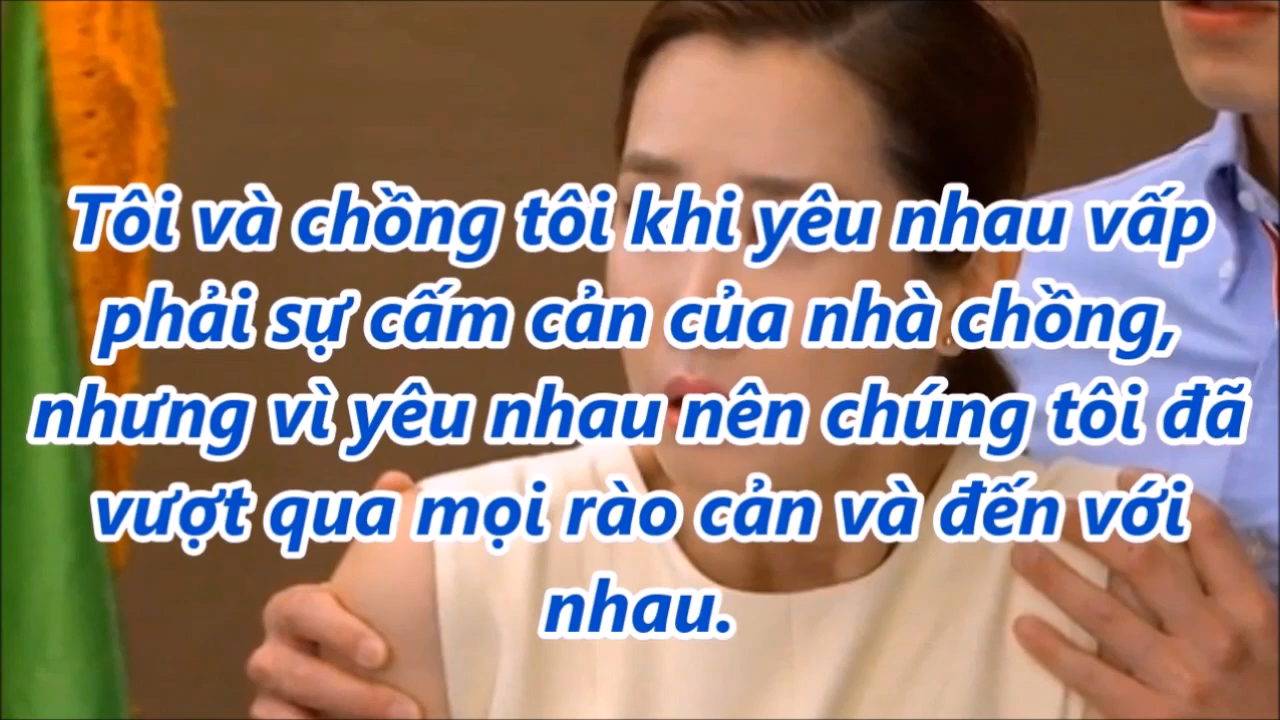 Tôi và chồng tôi khi yêu nhau vấp
phải sự cấm cản của nhà chồng,
nhưng vì yêu nhau nên chúng tôi đã
vượt qua mọi rào cản và đến với
nhau.